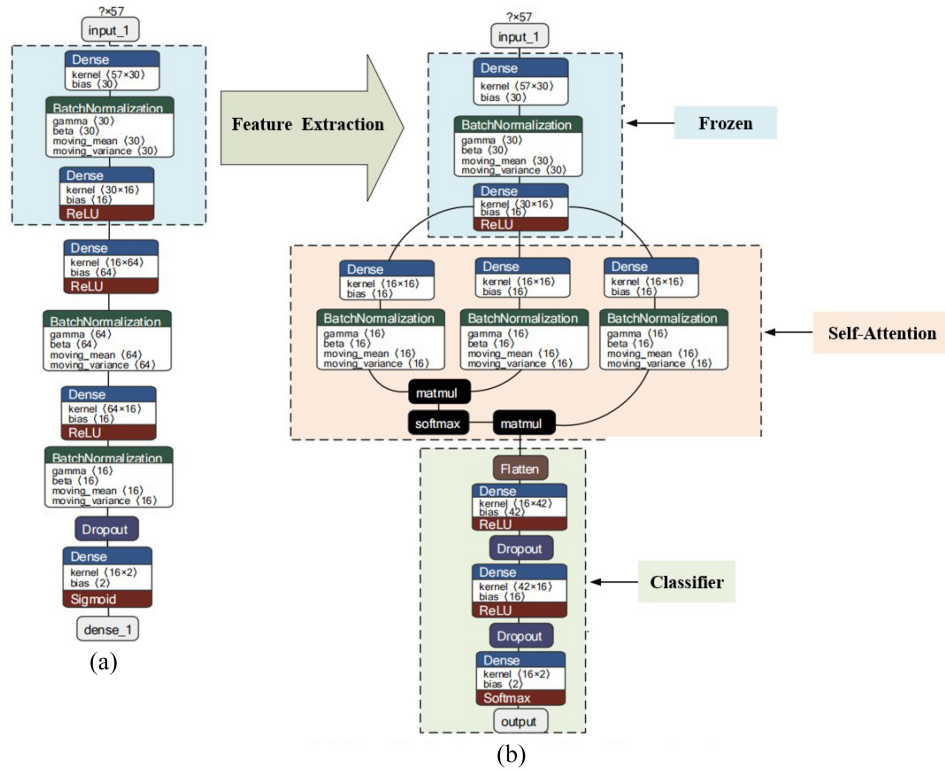 ?×57
input_1
Dense
kernel ⟨57×30⟩
bias ⟨30⟩
BatchNormalization
gamma ⟨30⟩
beta ⟨30⟩
moving_mean ⟨30⟩
moving_variance ⟨30⟩
Dense
kernel ⟨30×16⟩
bias ⟨16⟩
ReLU
Dense
kernel ⟨16×64⟩
bias ⟨64⟩
ReLU
BatchNormalization
gamma ⟨64⟩
beta ⟨64⟩
moving_mean ⟨64⟩
moving_variance ⟨64⟩
Dense
kernel ⟨64×16⟩
bias ⟨16⟩
ReLU
BatchNormalization
gamma ⟨16⟩
beta ⟨16⟩
moving_mean ⟨16⟩
moving_variance ⟨16⟩
Dropout
Dense
kernel ⟨16×2⟩
bias ⟨2⟩
Sigmoid
dense_1
(a)
Feature Extraction
?×57
input_1
Dense
kernel ⟨57×30⟩
bias ⟨30⟩
BatchNormalization
gamma ⟨30⟩
beta ⟨30⟩
moving_mean ⟨30⟩
moving_variance ⟨30⟩
Dense
kernel ⟨30×16⟩
bias ⟨16⟩
ReLU
Frozen
Dense
kernel ⟨16×16⟩
bias ⟨16⟩
BatchNormalization
gamma ⟨16⟩
beta ⟨16⟩
moving_mean ⟨16⟩
moving_variance ⟨16⟩
Dense
kernel ⟨16×16⟩
bias ⟨16⟩
BatchNormalization
gamma ⟨16⟩
beta ⟨16⟩
moving_mean ⟨16⟩
moving_variance ⟨16⟩
Dense
kernel ⟨16×16⟩
bias ⟨16⟩
BatchNormalization
gamma ⟨16⟩
beta ⟨16⟩
moving_mean ⟨16⟩
moving_variance ⟨16⟩
Self-Attention
matmul
softmax
matmul
Flatten
Dense
kernel ⟨16×42⟩
bias ⟨42⟩
ReLU
Dropout
Dense
kernel ⟨42×16⟩
bias ⟨16⟩
ReLU
Dropout
Dense
kernel ⟨16×2⟩
bias ⟨2⟩
Softmax
output
Classifier
(b)